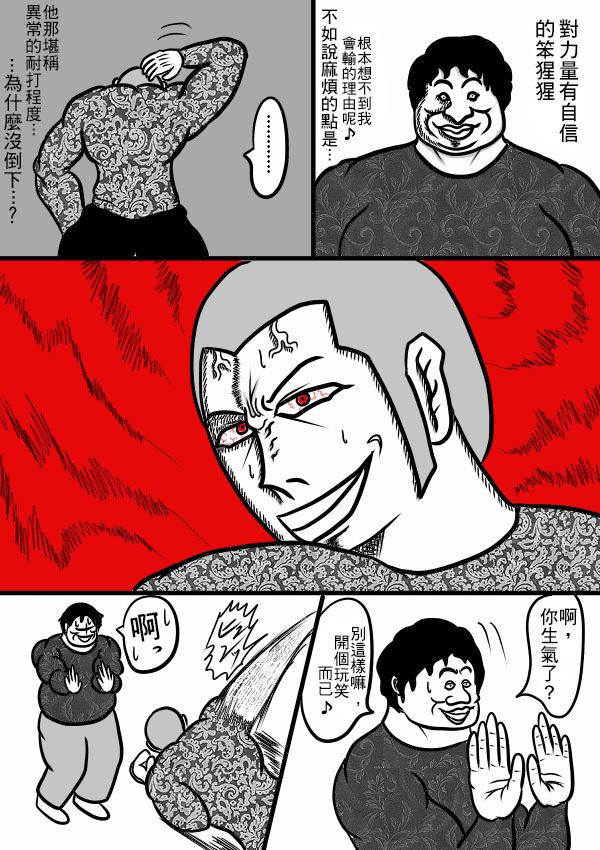 對力量有自信
的笨猩猩
根本想不到我
會輸的理由呢♪
不如說麻煩的點是…
………
他那堪稱
異常的耐打程度…
…為什麼沒倒下…?
啊，
你生氣了?
別這樣嘛，
開個玩笑
而已♪
啊っ